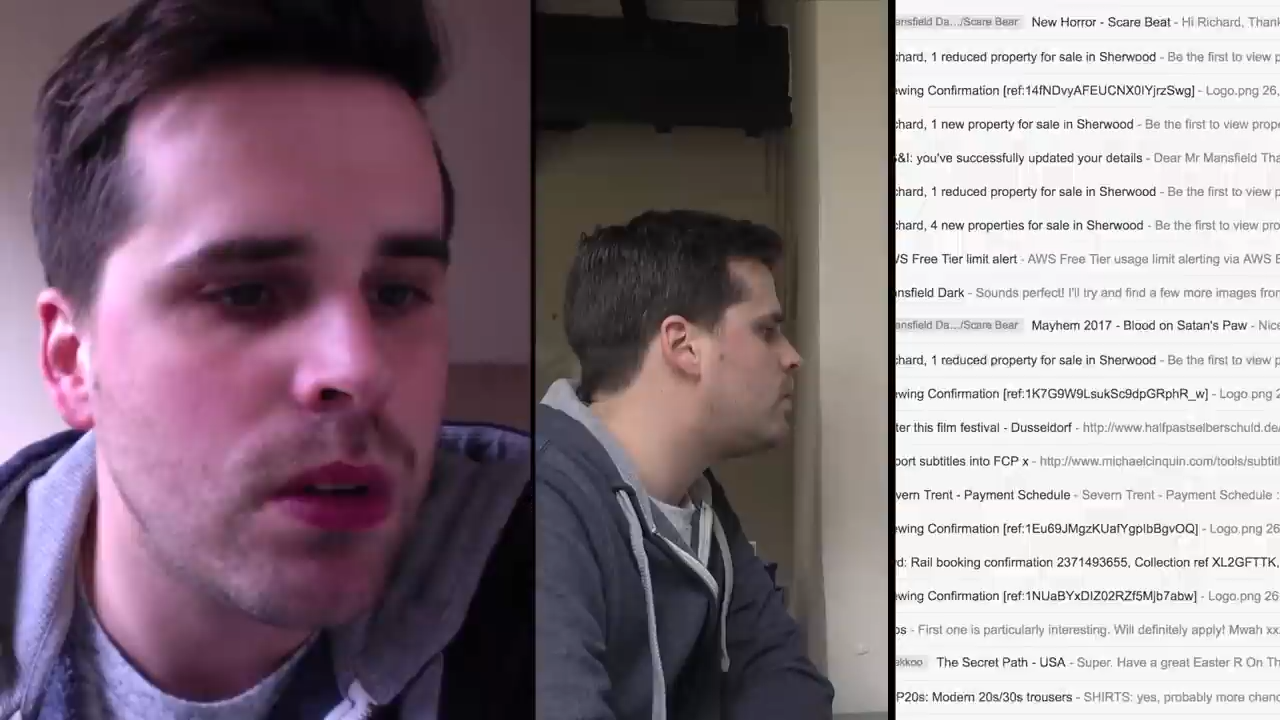 ansfield Da.../Scare Bear New Horror - Scare Beat - Hi Richard, Thank
chard, 1 reduced property for sale in Sherwood - Be the first to view p
ewing Confirmation [ref:14fNDvyAFEUCNX0IYjrzSwg] - Logo.png 26,
chard, 1 new property for sale in Sherwood - Be the first to view prope
&I: you've successfully updated your details - Dear Mr Mansfield Tha
chard, 1 reduced property for sale in Sherwood - Be the first to view p
chard, 4 new properties for sale in Sherwood - Be the first to view pro
VS Free Tier limit alert - AWS Free Tier usage limit alerting via AWS B
ansfield Dark - Sounds perfect! I'll try and find a few more images from
ansfield Da.../Scare Bear Mayhem 2017 - Blood on Satan's Paw - Nice
chard, 1 reduced property for sale in Sherwood - Be the first to view p
ewing Confirmation [ref:1K7G9W9LsukSc9dpGRphR_w] - Logo.png 2
ter this film festival - Dusseldorf - http://www.halfpastselberschuld.de/
port subtitles into FCP x - http://www.michaelcinquin.com/tools/subtitl
vern Trent - Payment Schedule - Severn Trent - Payment Schedule :
ewing Confirmation [ref:1Eu69JMgzKUafYgpIbBgvOQ] - Logo.png
d: Rail booking confirmation 2371493655, Collection ref XL2GFTTK,
ewing Confirmation [ref:1NUaBYxDIZ02RZf5Mjb7abw] - Logo.png 26
os - First one is particularly interesting. Will definitely apply! Mwah xx
ekkoo The Secret Path - USA - Super. Have a great Easter R On Th
P20s: Modern 20s/30s trousers - SHIRTS: yes, probably more chanc